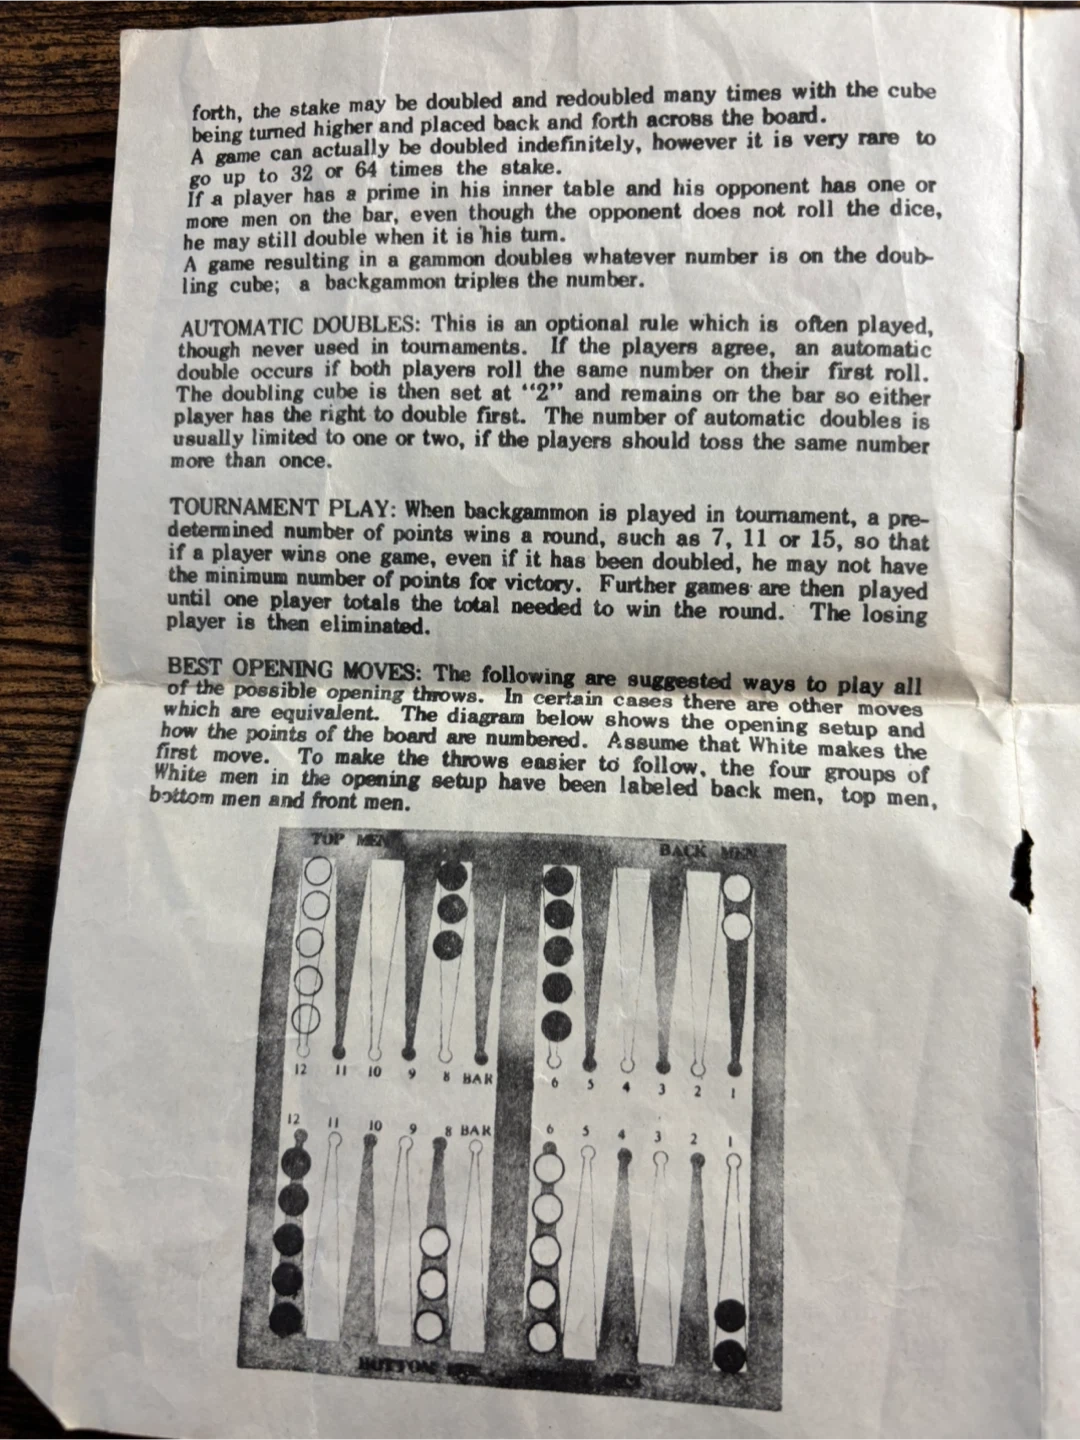 forth, the stake may be doubled and redoubled many times with the cube
being turned higher and placed back and forth across the board.
A game can actually be doubled indefinitely, however it is very rare to
go up to 32 or 64 times the stake.
If a player has a prime in his inner table and his opponent has one or
more men on the bar, even though the opponent does not roll the dice,
he may still double when it is his turn.
A game resulting in a gammon doubles whatever number is on the doub-
ling cube; a backgammon triples the number.
AUTOMATIC DOUBLES: This is an optional rule which is often played,
though never used in tournaments. If the players agree, an automatic
double occurs if both players roll the same number on their first roll.
The doubling cube is then set at "2" and remains on the bar so either
player has the right to double first. The number of automatic doubles is
usually limited to one or two, if the players should toss the same number
more than once.
TOURNAMENT PLAY: When backgammon is played in tournament, a pre-
determined number of points wins a round, such as 7, 11 or 15, so that
if a player wins one game, even if it has been doubled, he may not have
the minimum number of points for victory. Further games are then played
until one player totals the total needed to win the round. The losing
player is then eliminated.
BEST OPENING MOVES: The following are suggested ways to play all
of the possible opening throws. In certain cases there are other moves
which are equivalent. The diagram below shows the opening setup and
how the points of the board are numbered. Assume that White makes the
first move. To make the throws easier to follow, the four groups of
White men in the opening setup have been labeled back men, top men,
bottom men and front men.
TOP MEN BACK MEN
12 11 10 9 8 BAR 6 5 4 3 2 1
12 11 10 9 8 BAR 6 5 4 3 2 1
BOTTOM